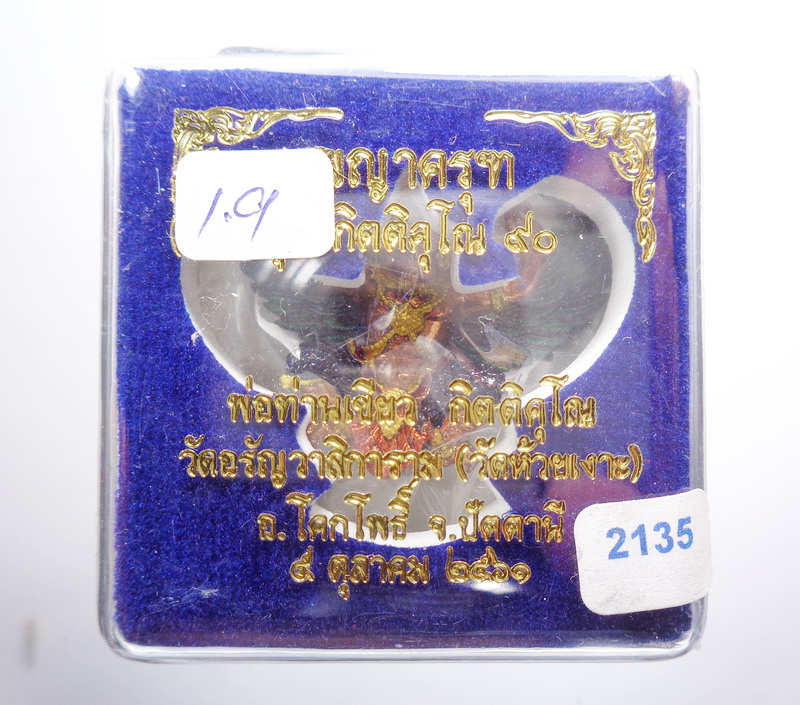 ญาครุฑ
กิตติคุโณ ๙๐
1.9
พ่อท่านเขียว กิตติคุโณ
วัดอรัญวาสิการาม (วัดห้วยเงาะ)
อ.โคกโพธิ์ จ.ปัตตานี
๕ ตุลาคม ๒๕๖๑
2135